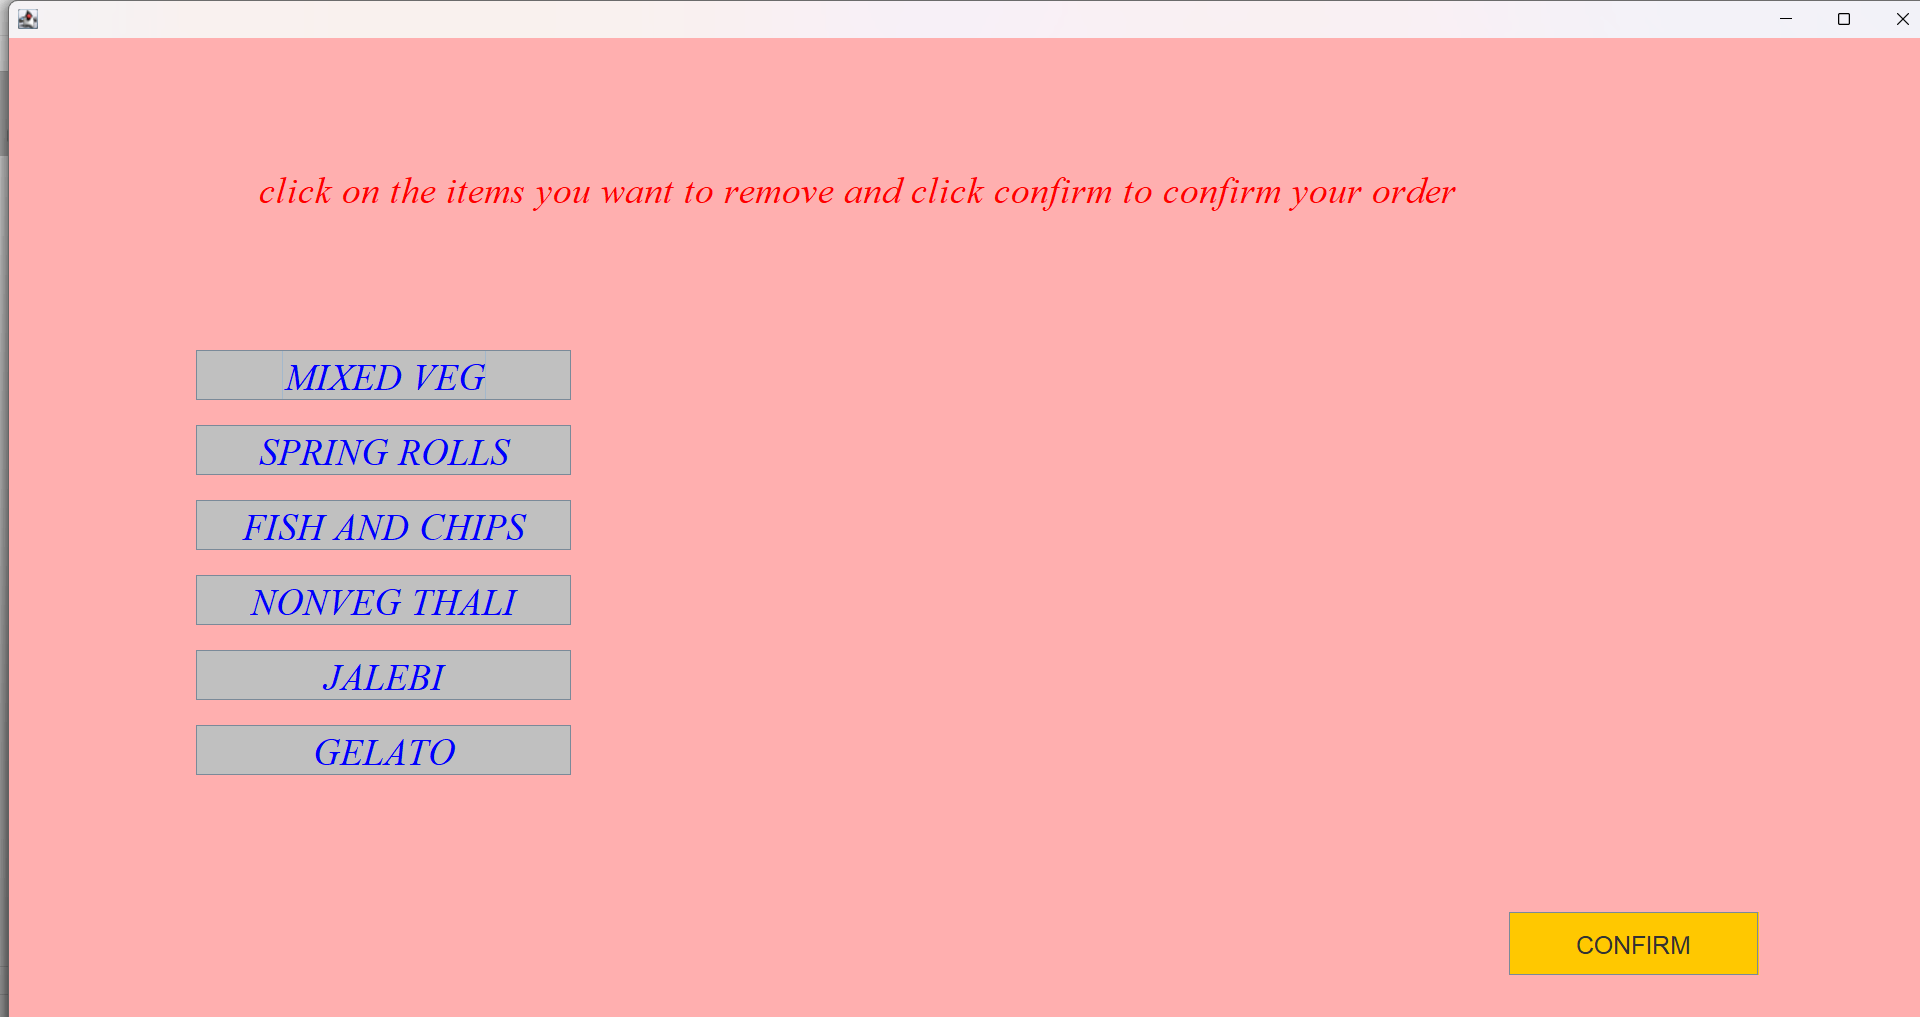 click on the items you want to remove and click confirm to confirm your order
MIXED VEG
SPRING ROLLS
FISH AND CHIPS
NONVEG THALI
JALEBI
GELATO
CONFIRM